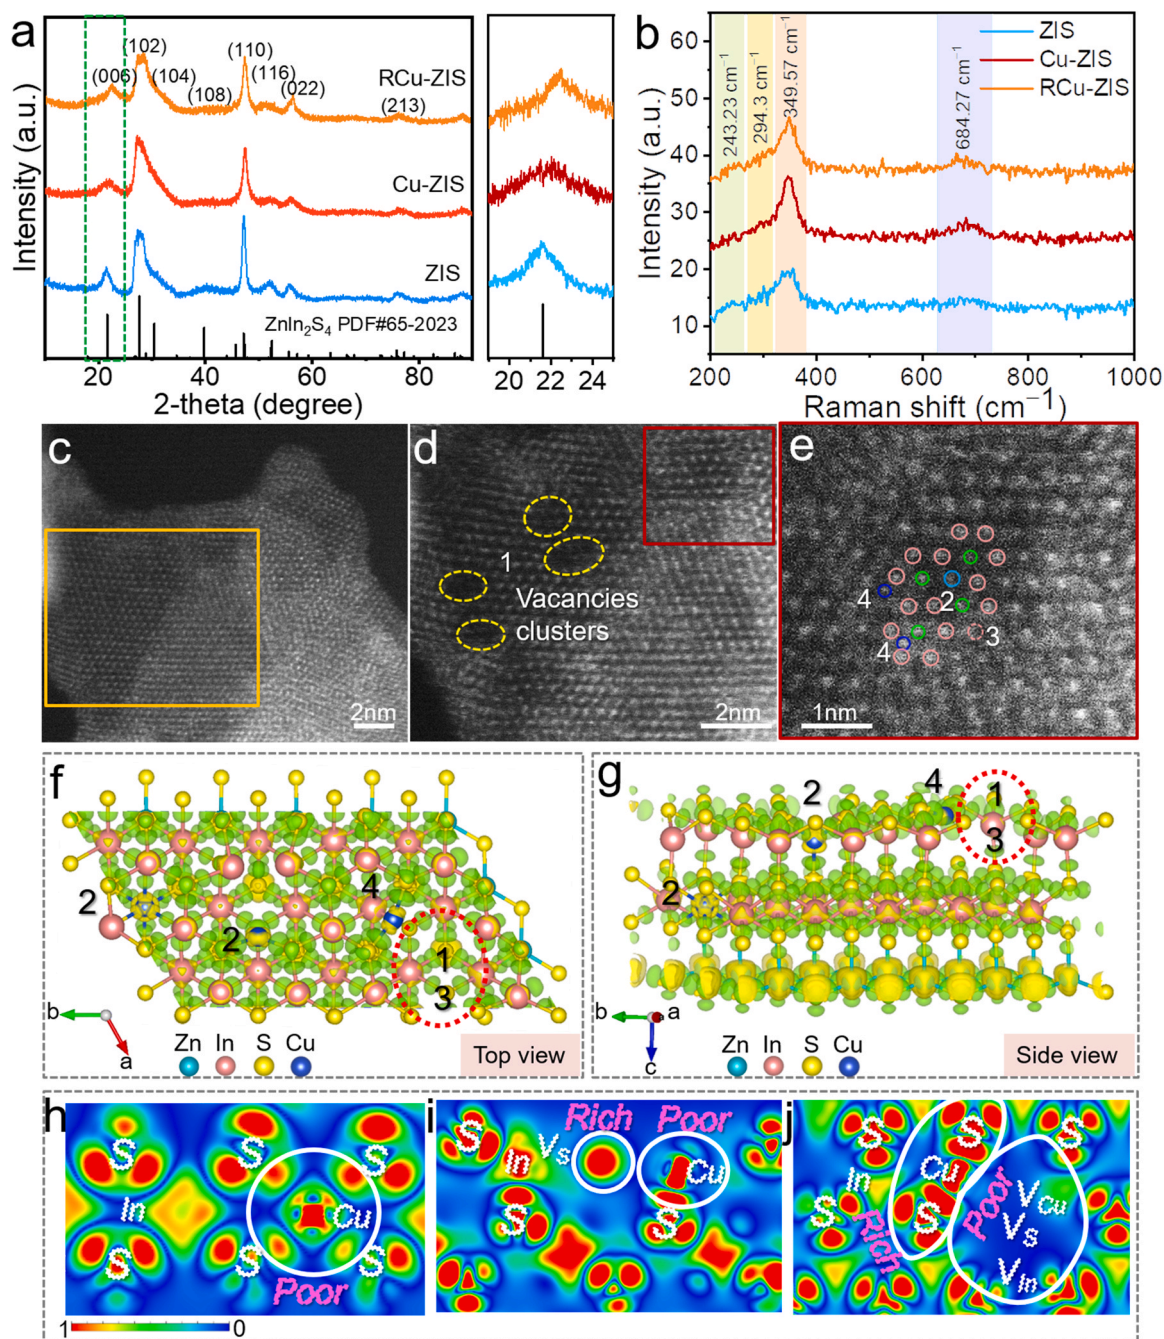 a
(102)
(006)
(104)
(108)
(110)
(116)
(022)
(213)
RCu-ZIS
Cu-ZIS
ZIS
ZnIn₂S₄ PDF#65-2023
Intensity (a.u.)
20 40 60 80
2-theta (degree)
20 22 24
b
60
50
40
30
20
10
Intensity (a.u.)
243.23 cm⁻¹
294.3 cm⁻¹
349.57 cm⁻¹
684.27 cm⁻¹
ZIS
Cu-ZIS
RCu-ZIS
200 400 600 800 1000
Raman shift (cm⁻¹)
c
2nm
d
1
Vacancies
clusters
2nm
e
4 2
3
4
1nm
f
2
4
2
1
3
b
a
Zn In S Cu
Top view
g
2
4
1
3
2
b
a
c
Zn In S Cu
Side view
h
S S S
In Cu
S S S
Poor
1 0
i
Rich Poor
S
In
Vs
Cu
S S
j
S S S
In Cu
S S
Rich
Poor
V Cu
V S
V In